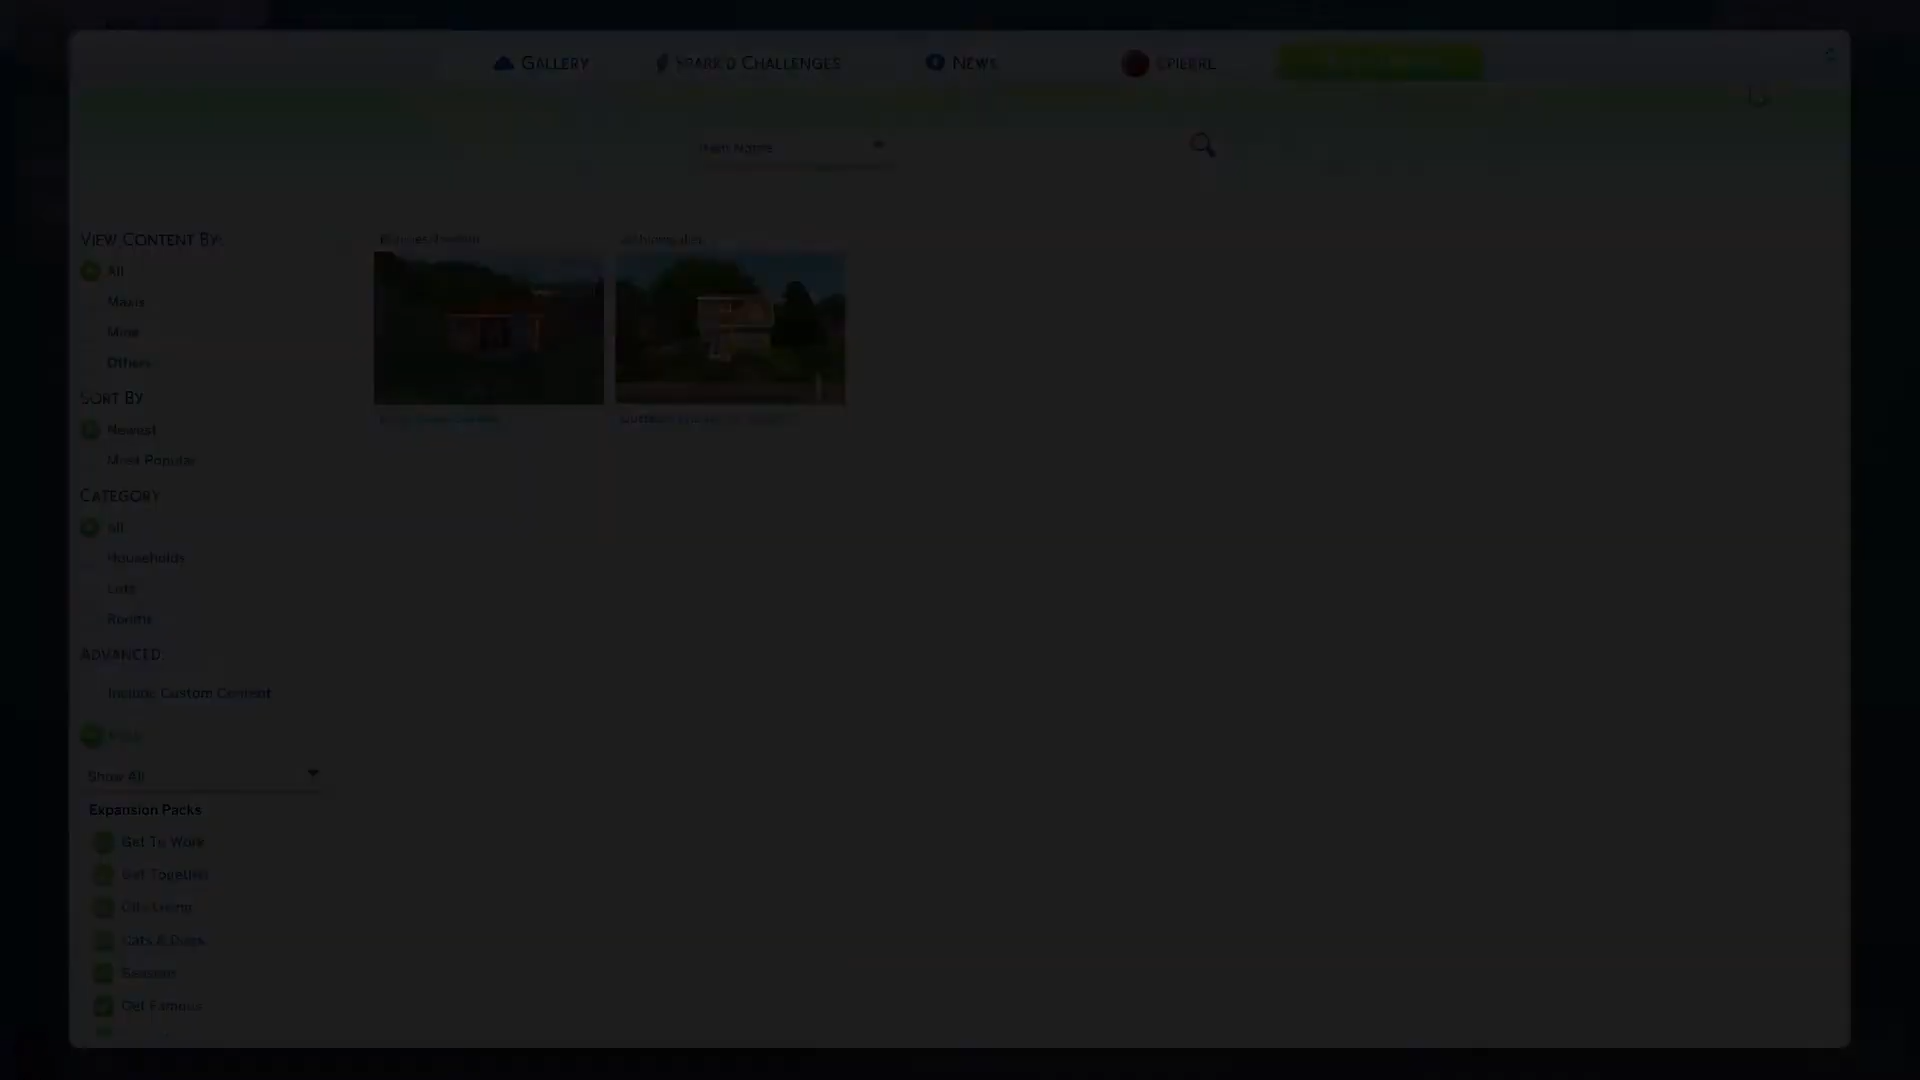 GALLERY
SPARK'D CHALLENGES
NEWS
Item Name
VIEW CONTENT BY:
All
Maxis
Mine
Others
SORT BY
Newest
Most Popular
CATEGORY
All
Households
Lots
Rooms
ADVANCED:
Include Custom Content
Show All
Expansion Packs
Get To Work
Get Together
City Living
Cats & Dogs
Seasons
Get Famous